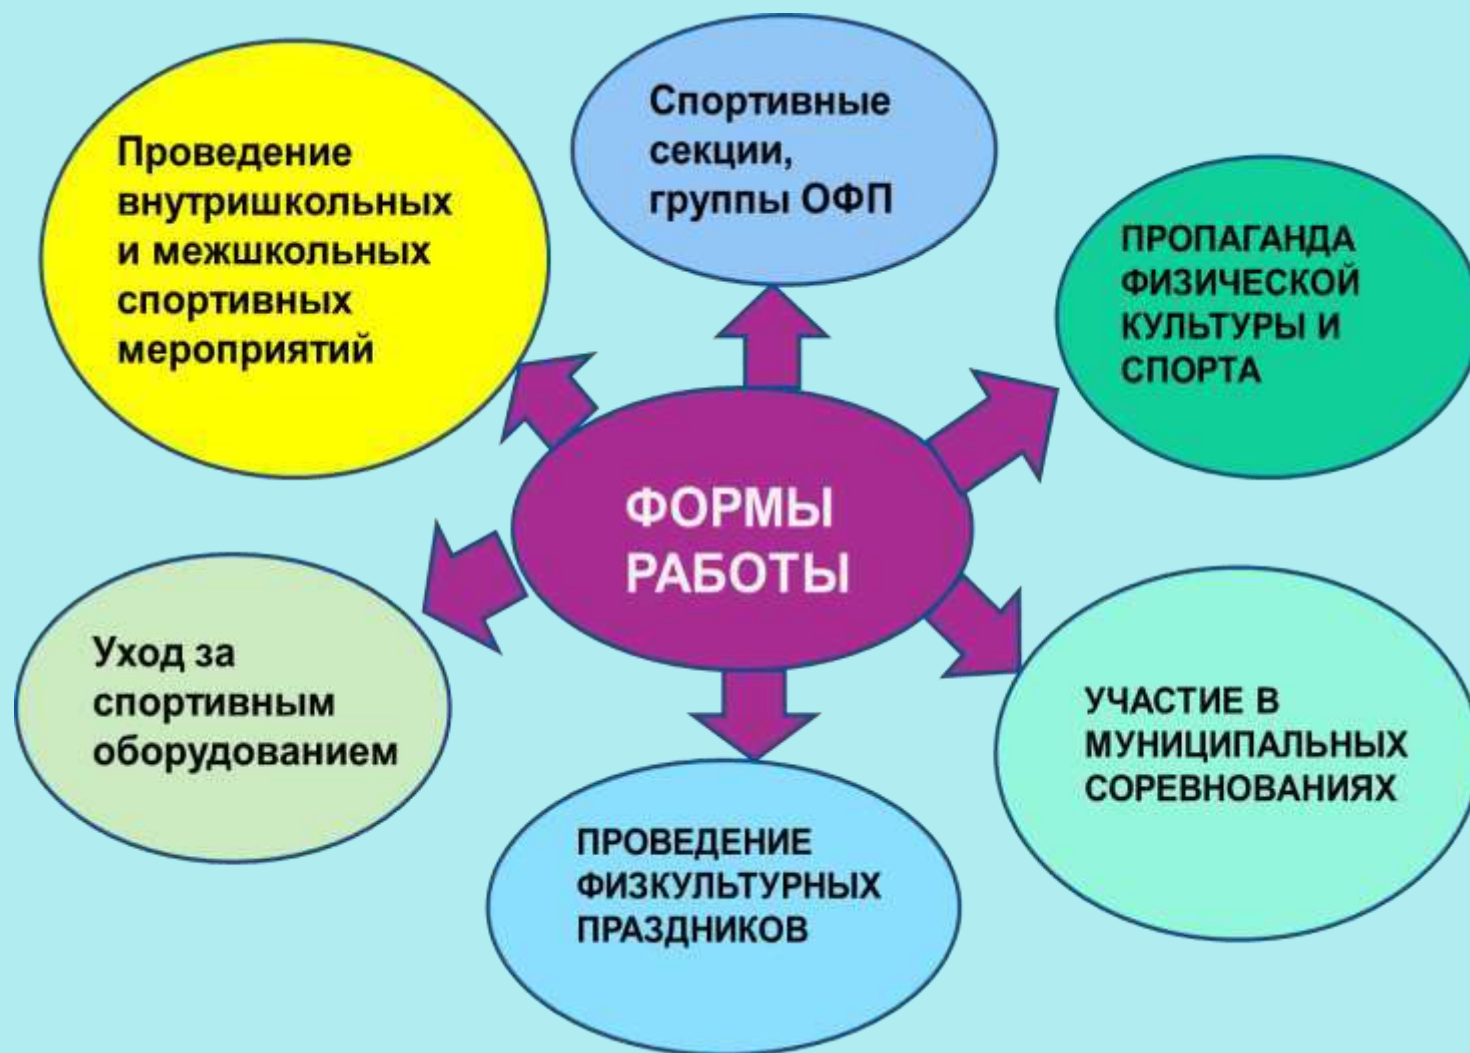 Проведение
внутришкольных
и межшкольных
спортивных
мероприятий
Спортивные
секции,
группы ОФП
ПРОПАГАНДА
ФИЗИЧЕСКОЙ
КУЛЬТУРЫ И
СПОРТА
ФОРМЫ
РАБОТЫ
Уход за
спортивным
оборудованием
ПРОВЕДЕНИЕ
ФИЗКУЛЬТУРНЫХ
ПРАЗДНИКОВ
УЧАСТИЕ В
МУНИЦИПАЛЬНЫХ
СОРЕВНОВАНИЯХ